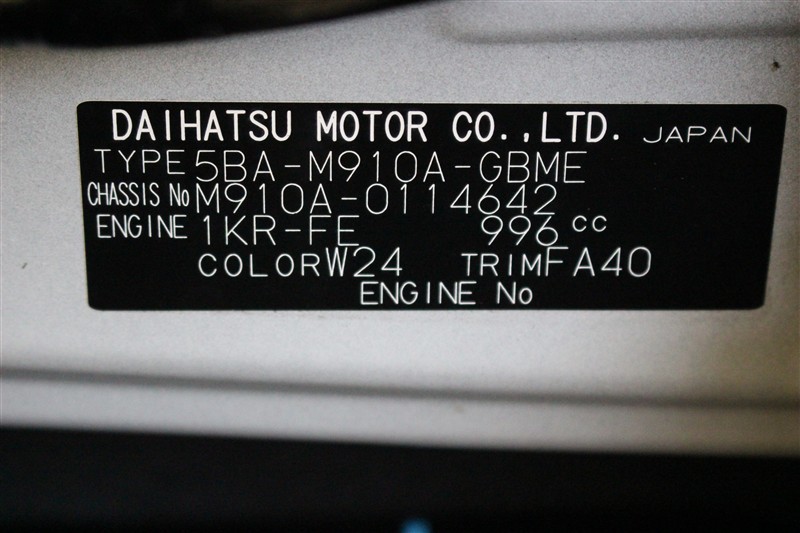 DAIHATSU MOTOR CO.,LTD. JAPAN
TYPE 5BA-M910A-GBME
CHASSIS No M910A-0114642
ENGINE 1KR-FE 996 cc
COLOR W24 TRIM FA40
ENGINE No